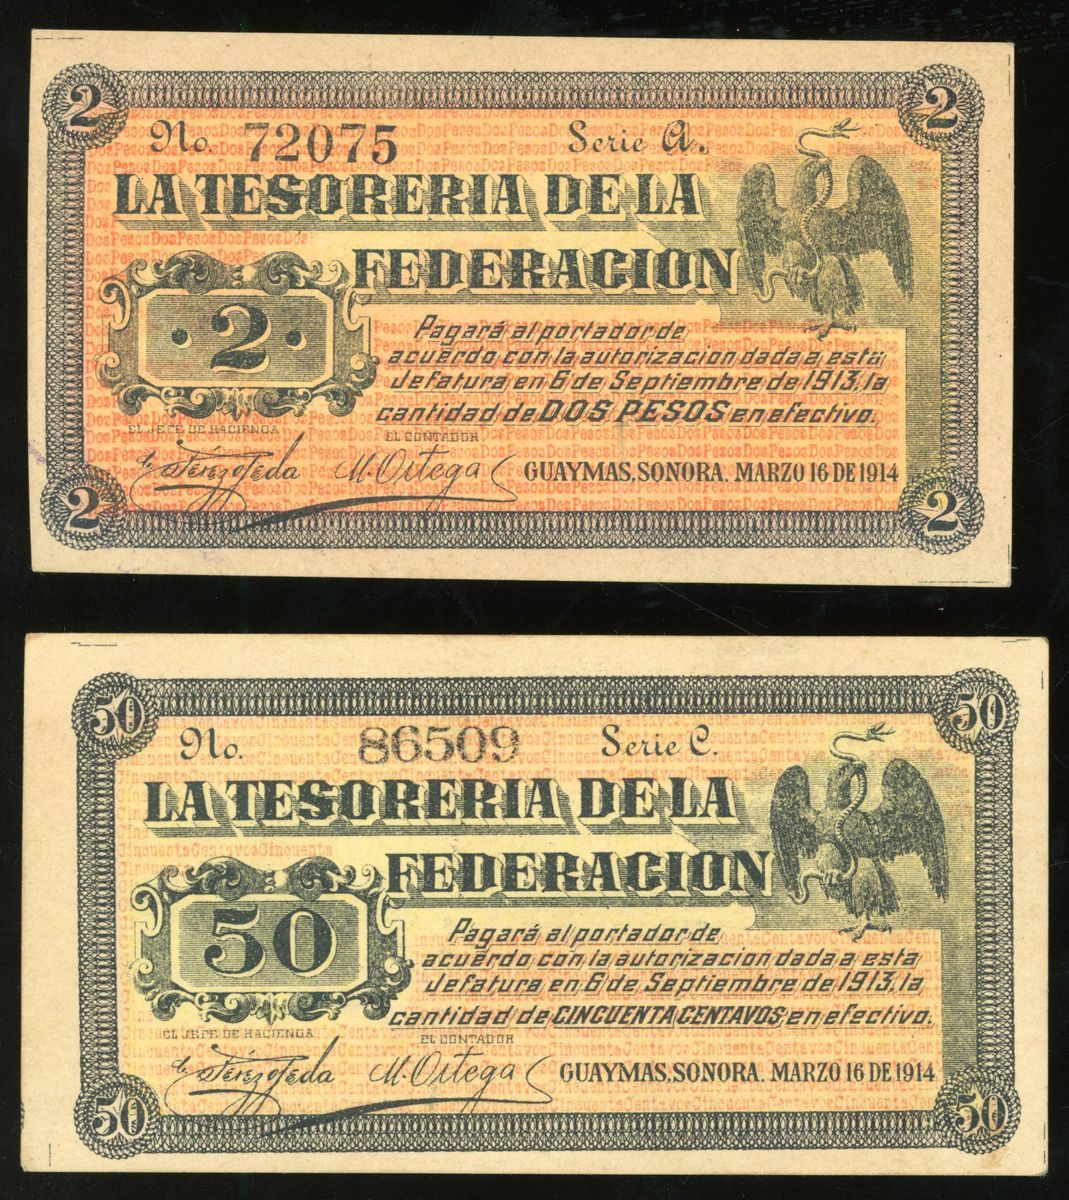 2
2
No. 72075 Serie A.
LA TESORERIA DE LA
FEDERACION
· 2 ·
Pagará al portador de
acuerdo con la autorizacion dada a esta
Jefatura en 6 de Septiembre de 1913, la
cantidad de DOS PESOS en efectivo.
EL JEFE DE HACIENDA
EL CONTADOR
M. Ortega
GUAYMAS, SONORA. MARZO 16 DE 1914
2
2
50
50
No. 86509 Serie C.
LA TESORERIA DE LA
FEDERACION
50
Pagará al portador de
acuerdo con la autorizacion dada a esta
Jefatura en 6 de Septiembre de 1913, la
cantidad de CINCUENTA CENTAVOS en efectivo.
EL JEFE DE HACIENDA
EL CONTADOR
M. Ortega
GUAYMAS, SONORA. MARZO 16 DE 1914
50
50